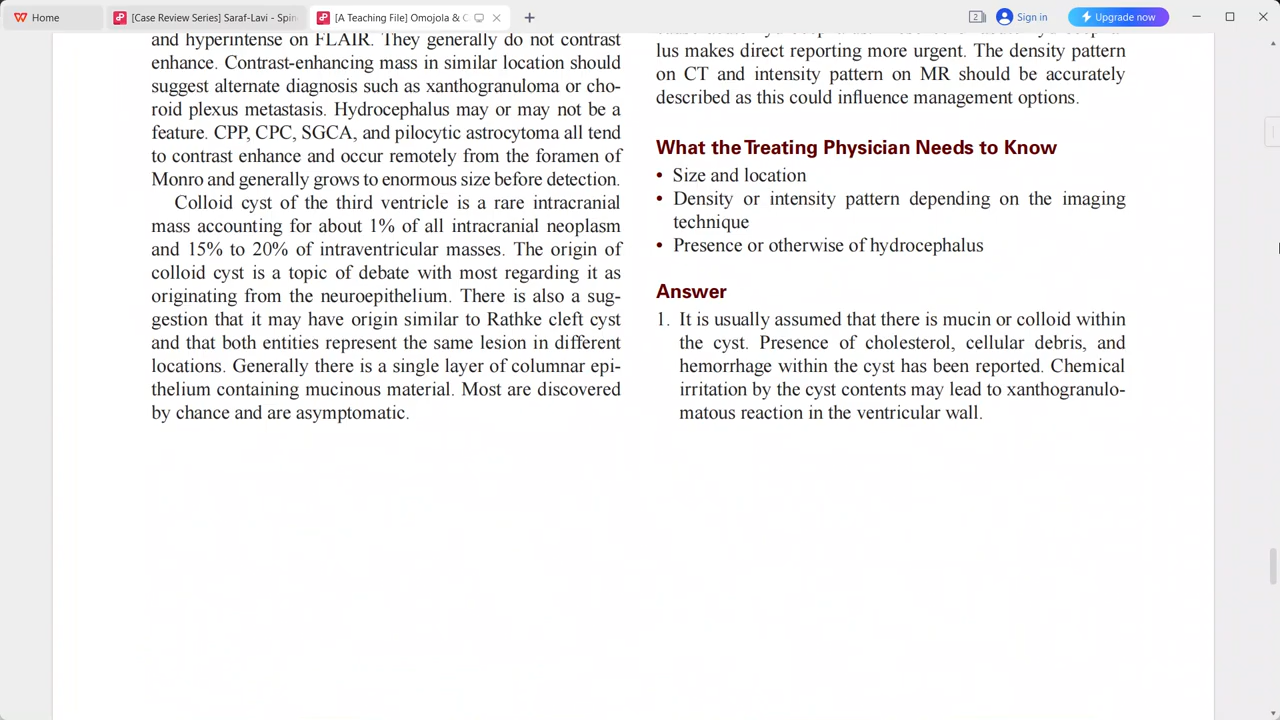 Home
[Case Review Series] Saraf-Lavi - Spin
[A Teaching File] Omojola & C
2
Sign in
Upgrade now
and hyperintense on FLAIR. They generally do not contrast
enhance. Contrast-enhancing mass in similar location should
suggest alternate diagnosis such as xanthogranuloma or cho-
roid plexus metastasis. Hydrocephalus may or may not be a
feature. CPP, CPC, SGCA, and pilocytic astrocytoma all tend
to contrast enhance and occur remotely from the foramen of
Monro and generally grows to enormous size before detection.
Colloid cyst of the third ventricle is a rare intracranial
mass accounting for about 1% of all intracranial neoplasm
and 15% to 20% of intraventricular masses. The origin of
colloid cyst is a topic of debate with most regarding it as
originating from the neuroepithelium. There is also a sug-
gestion that it may have origin similar to Rathke cleft cyst
and that both entities represent the same lesion in different
locations. Generally there is a single layer of columnar epi-
thelium containing mucinous material. Most are discovered
by chance and are asymptomatic.
lus makes direct reporting more urgent. The density pattern
on CT and intensity pattern on MR should be accurately
described as this could influence management options.
What the Treating Physician Needs to Know
• Size and location
• Density or intensity pattern depending on the imaging
technique
• Presence or otherwise of hydrocephalus
Answer
1. It is usually assumed that there is mucin or colloid within
the cyst. Presence of cholesterol, cellular debris, and
hemorrhage within the cyst has been reported. Chemical
irritation by the cyst contents may lead to xanthogranulo-
matous reaction in the ventricular wall.